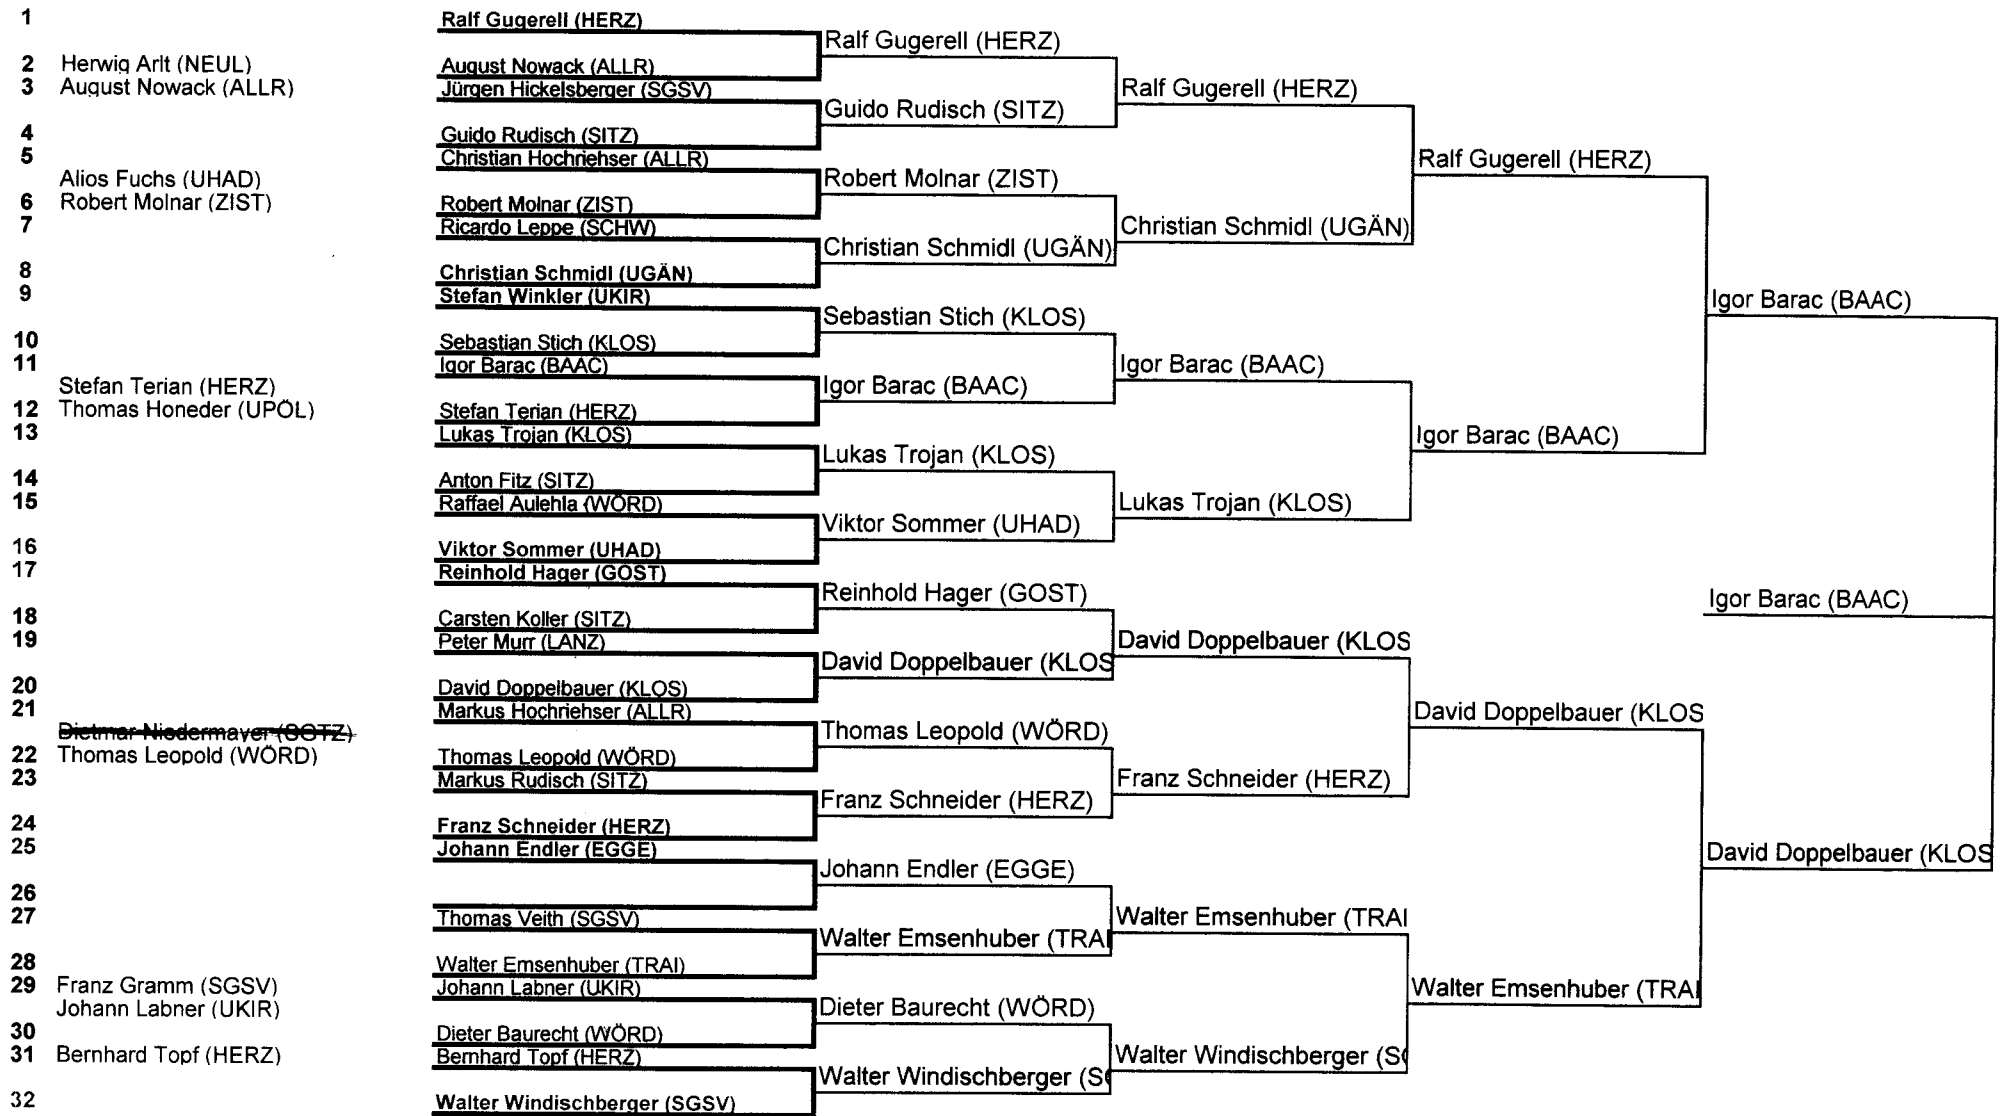 1
Ralf Gugerell (HERZ)
Ralf Gugerell (HERZ)
2 Herwig Arlt (NEUL)
August Nowack (ALLR)
3 August Nowack (ALLR)
Jürgen Hickelsberger (SGSV)
Ralf Gugerell (HERZ)
Guido Rudisch (SITZ)
4
Guido Rudisch (SITZ)
5
Christian Hochriehser (ALLR)
Ralf Gugerell (HERZ)
Alios Fuchs (UHAD)
Robert Molnar (ZIST)
6 Robert Molnar (ZIST)
Robert Molnar (ZIST)
7
Ricardo Leppe (SCHW)
Christian Schmidl (UGÄN)
Christian Schmidl (UGÄN)
8
Christian Schmidl (UGÄN)
9
Stefan Winkler (UKIR)
Igor Barac (BAAC)
Sebastian Stich (KLOS)
10
Sebastian Stich (KLOS)
11
Igor Barac (BAAC)
Igor Barac (BAAC)
Stefan Terian (HERZ)
Igor Barac (BAAC)
12 Thomas Honeder (UPÖL)
Stefan Terian (HERZ)
13
Lukas Trojan (KLOS)
Igor Barac (BAAC)
Lukas Trojan (KLOS)
14
Anton Fitz (SITZ)
15
Raffael Aulehla (WÖRD)
Lukas Trojan (KLOS)
Viktor Sommer (UHAD)
16
Viktor Sommer (UHAD)
17
Reinhold Hager (GOST)
Reinhold Hager (GOST)
Igor Barac (BAAC)
18
Carsten Koller (SITZ)
19
Peter Murr (LANZ)
David Doppelbauer (KLOS
David Doppelbauer (KLOS
20
David Doppelbauer (KLOS)
21
Markus Hochriehser (ALLR)
David Doppelbauer (KLOS
Dietmar Niedermayer (SGTZ)
Thomas Leopold (WÖRD)
22 Thomas Leopold (WÖRD)
Thomas Leopold (WÖRD)
23
Markus Rudisch (SITZ)
Franz Schneider (HERZ)
Franz Schneider (HERZ)
24
Franz Schneider (HERZ)
25
Johann Endler (EGGE)
David Doppelbauer (KLOS
Johann Endler (EGGE)
26
27
Thomas Veith (SGSV)
Walter Emsenhuber (TRAI
Walter Emsenhuber (TRAI
28
Walter Emsenhuber (TRAI)
29 Franz Gramm (SGSV)
Johann Labner (UKIR)
Walter Emsenhuber (TRAI
Johann Labner (UKIR)
Dieter Baurecht (WÖRD)
30
Dieter Baurecht (WÖRD)
31 Bernhard Topf (HERZ)
Bernhard Topf (HERZ)
Walter Windischberger (SG
Walter Windischberger (SG
32
Walter Windischberger (SGSV)